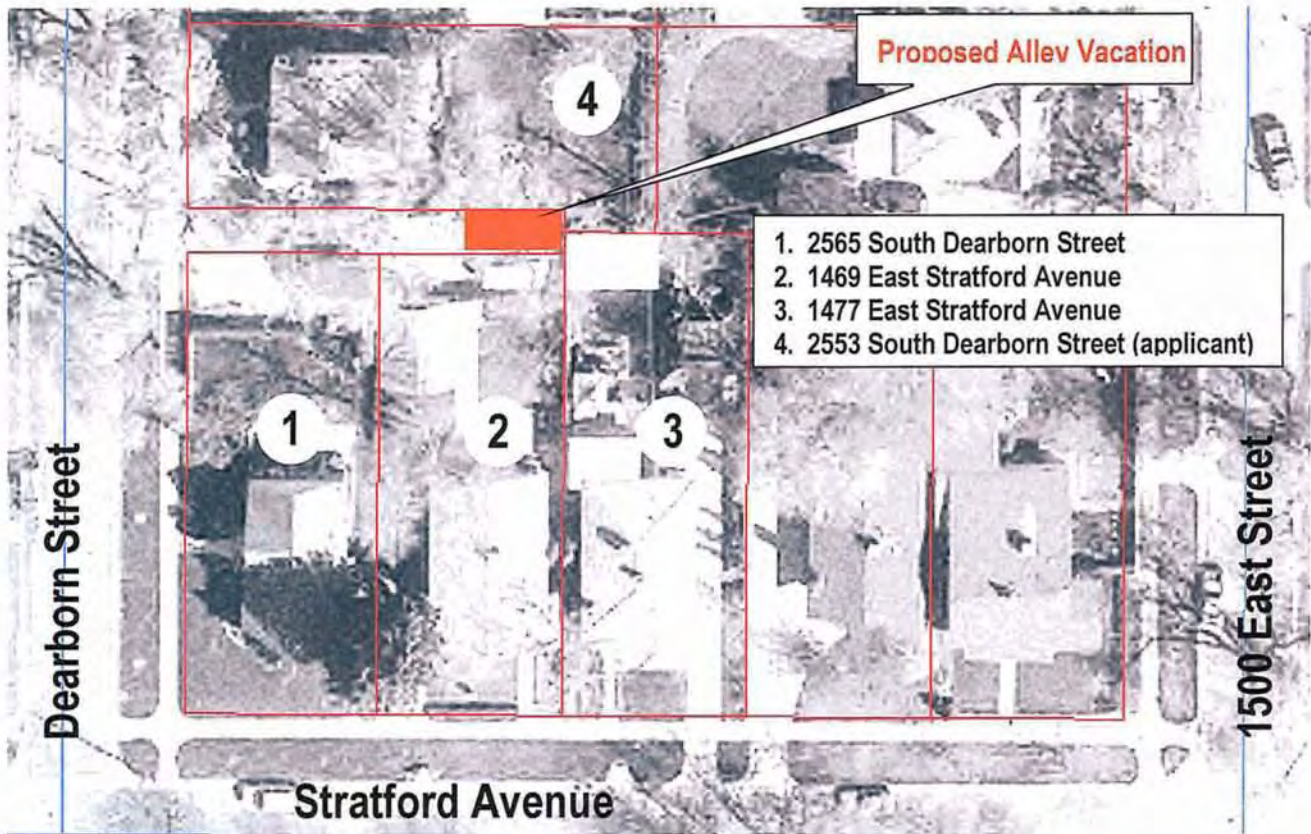 Proposed Alley Vacation
4
1. 2565 South Dearborn Street
2. 1469 East Stratford Avenue
3. 1477 East Stratford Avenue
4. 2553 South Dearborn Street (applicant)
1
2
3
Dearborn Street
1500 East Street
Stratford Avenue